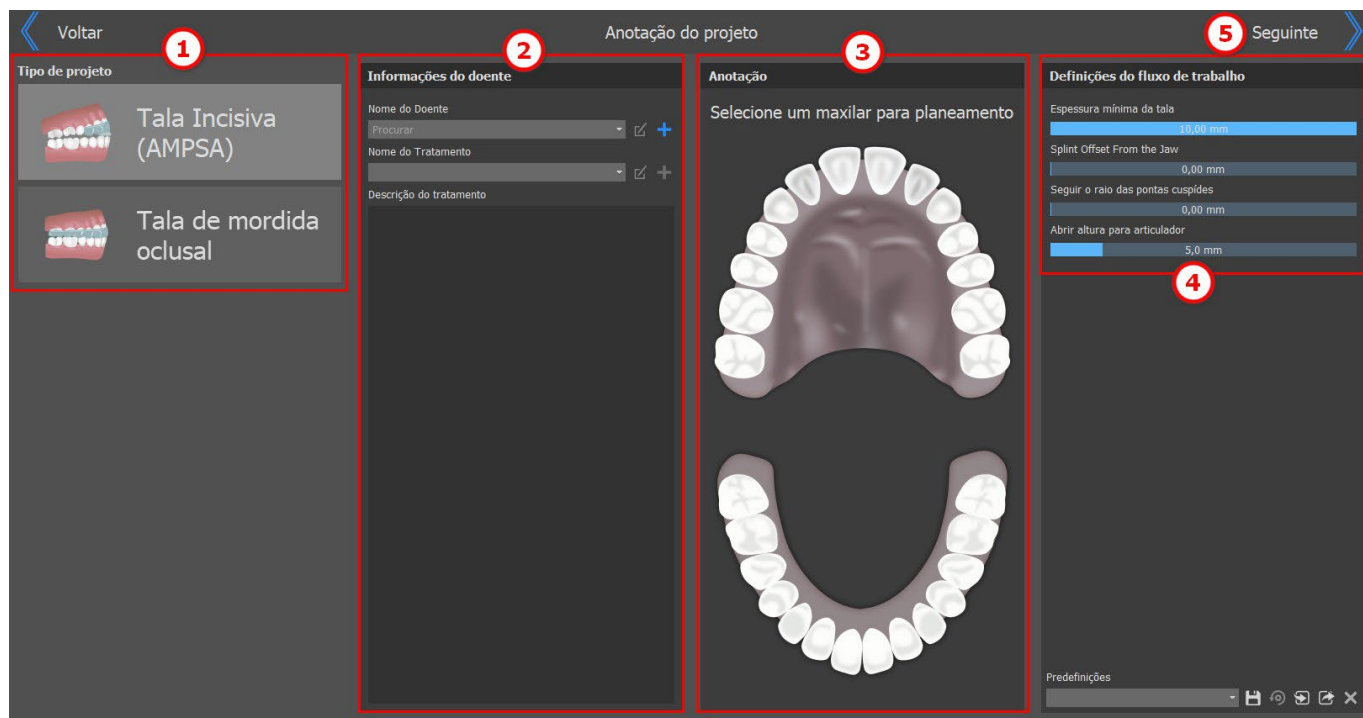 Voltar
Anotação do projeto
5
Seguinte
1
2
3
Tipo de projeto
Tala Incisiva
(AMPSA)
Tala de mordida
oclusal
Informações do doente
Nome do Doente
Procurar
Nome do Tratamento
Descrição do tratamento
Anotação
Selecione um maxilar para planeamento
Definições do fluxo de trabalho
Espessura mínima da tala
10,00 mm
Splint Offset From the Jaw
0,00 mm
Seguir o raio das pontas cuspídes
0,00 mm
Abrir altura para articulador
5,0 mm
4
Predefinições